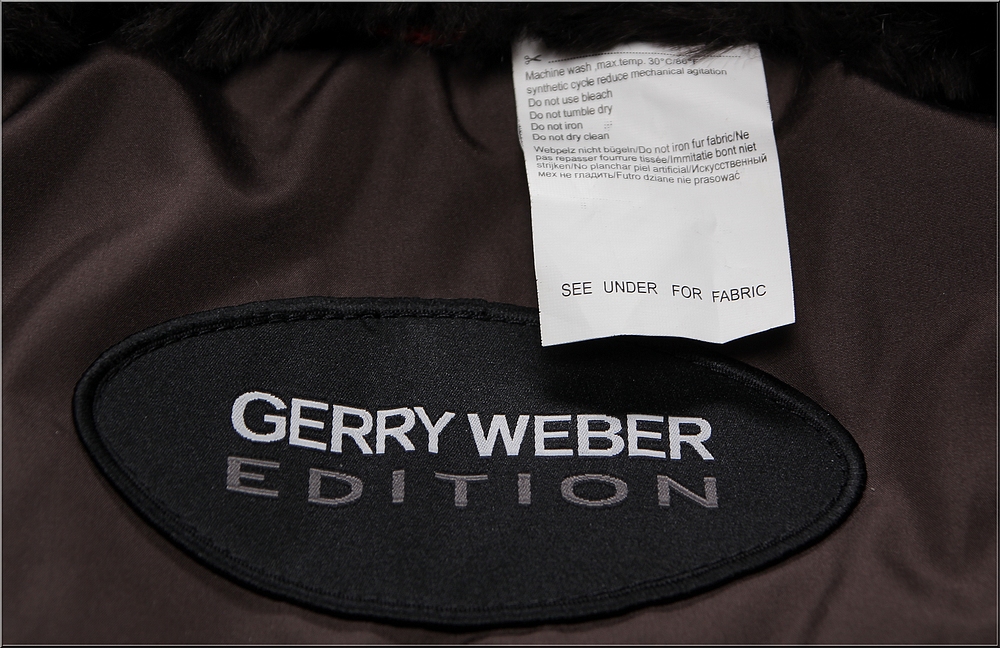 Machine wash ,max.temp. 30°C/86°F
synthetic cycle reduce mechanical agitation
Do not use bleach
Do not tumble dry
Do not iron
Do not dry clean
Webpelz nicht bügeln/Do not iron fur fabric/Ne
pas repasser fourrure tissée/Immitatie bont niet
strijken/No planchar piel artificial/Искусственный
мех не гладить/Futro dziane nie prasować
SEE UNDER FOR FABRIC
GERRY WEBER
EDITION